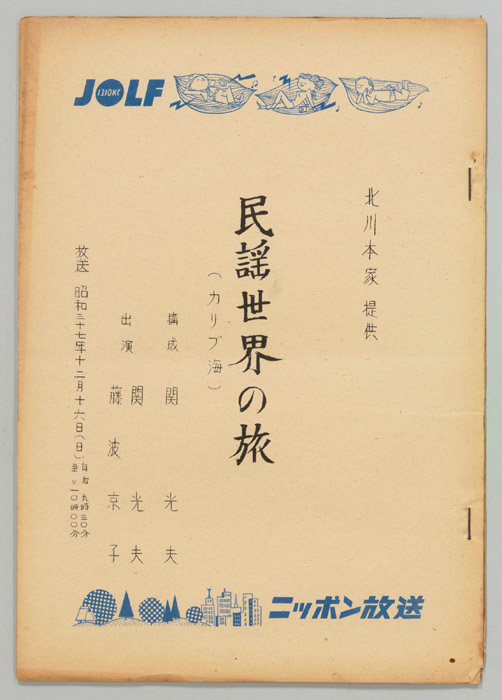 JOLF
1310KC
北川本家 提供
民謡世界の旅
(カリブ海)
構成 関 光夫
出演 関 光夫
藤波京子
放送 昭和三十七年十二月十六日(日)
自后 九時三〇分
至〃一〇時〇〇分
ニッポン放送